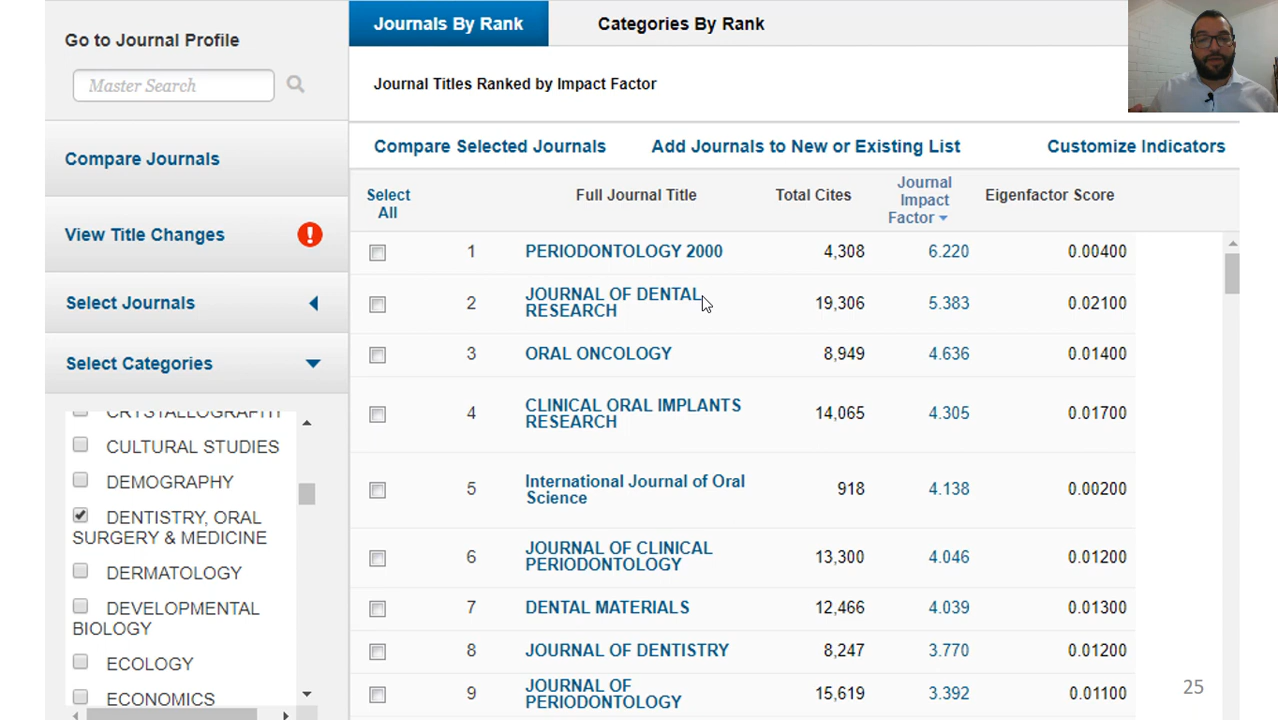 Go to Journal Profile
Master Search
Compare Journals
View Title Changes
!
Select Journals
Select Categories
CRYSTALLOGRAPHY
CULTURAL STUDIES
DEMOGRAPHY
DENTISTRY, ORAL
SURGERY & MEDICINE
DERMATOLOGY
DEVELOPMENTAL
BIOLOGY
ECOLOGY
ECONOMICS
Journals By Rank
Categories By Rank
Journal Titles Ranked by Impact Factor
Compare Selected Journals
Add Journals to New or Existing List
Customize Indicators
Select
All
Full Journal Title
Total Cites
Journal
Impact
Factor
Eigenfactor Score
1 PERIODONTOLOGY 2000 4,308 6.220 0.00400
2 JOURNAL OF DENTAL
RESEARCH 19,306 5.383 0.02100
3 ORAL ONCOLOGY 8,949 4.636 0.01400
4 CLINICAL ORAL IMPLANTS
RESEARCH 14,065 4.305 0.01700
5 International Journal of Oral
Science 918 4.138 0.00200
6 JOURNAL OF CLINICAL
PERIODONTOLOGY 13,300 4.046 0.01200
7 DENTAL MATERIALS 12,466 4.039 0.01300
8 JOURNAL OF DENTISTRY 8,247 3.770 0.01200
9 JOURNAL OF
PERIODONTOLOGY 15,619 3.392 0.01100
25